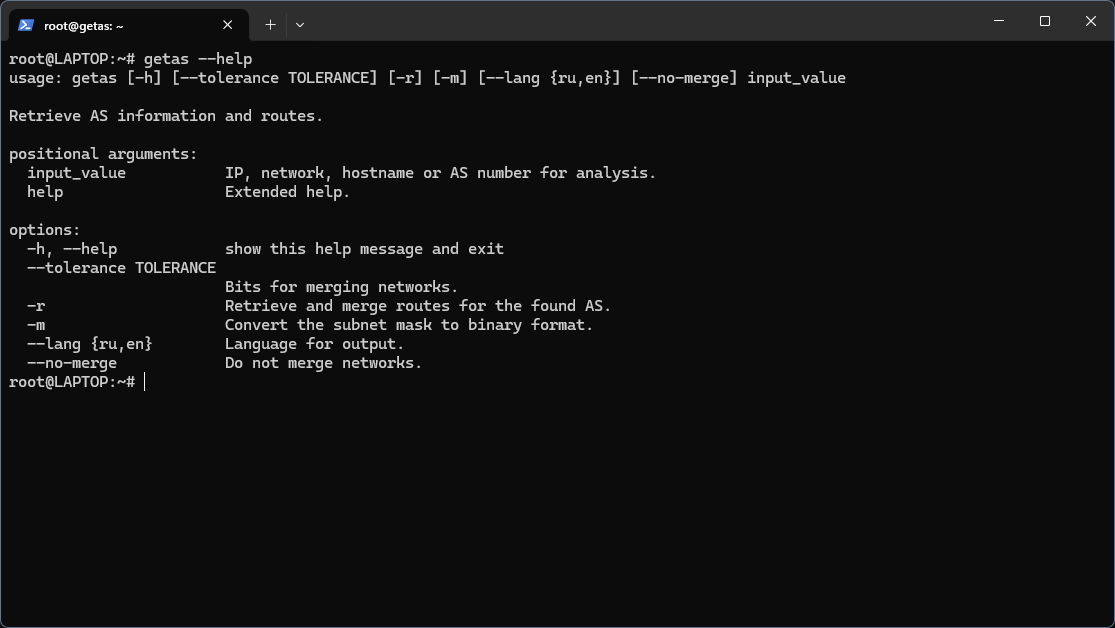 root@getas: ~
root@LAPTOP:~# getas --help
usage: getas [-h] [--tolerance TOLERANCE] [-r] [-m] [--lang {ru,en}] [--no-merge] input_value

Retrieve AS information and routes.

positional arguments:
  input_value           IP, network, hostname or AS number for analysis.
  help                  Extended help.

options:
  -h, --help            show this help message and exit
  --tolerance TOLERANCE
                        Bits for merging networks.
  -r                    Retrieve and merge routes for the found AS.
  -m                    Convert the subnet mask to binary format.
  --lang {ru,en}        Language for output.
  --no-merge            Do not merge networks.
root@LAPTOP:~#